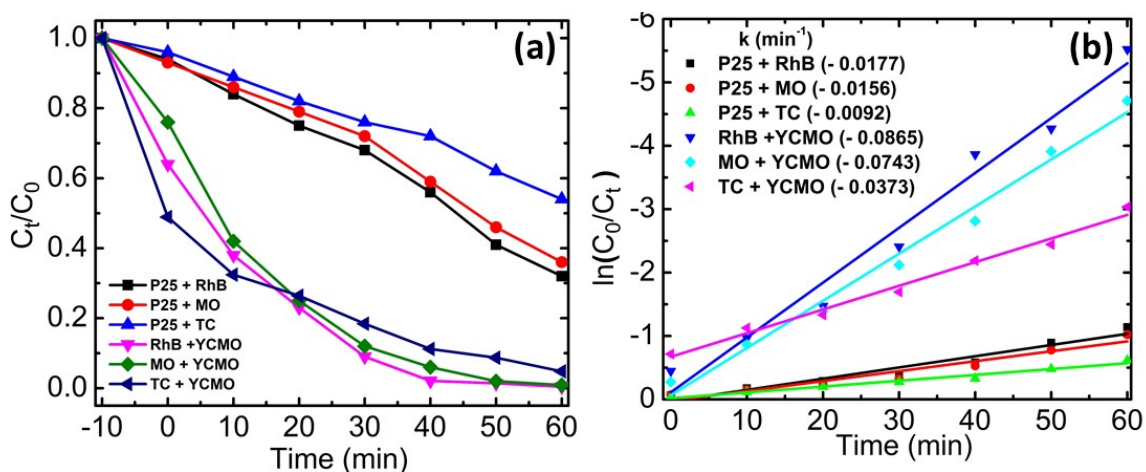 (a)
1.0
0.8
0.6
0.4
0.2
0.0
Cₜ/C₀
P25 + RhB
P25 + MO
P25 + TC
RhB +YCMO
MO + YCMO
TC + YCMO
-10 0 10 20 30 40 50 60
Time (min)
(b)
-6
-5
-4
-3
-2
-1
0
ln(C₀/Cₜ)
k (min⁻¹)
P25 + RhB (- 0.0177)
P25 + MO (- 0.0156)
P25 + TC (- 0.0092)
RhB +YCMO (- 0.0865)
MO + YCMO (- 0.0743)
TC + YCMO (- 0.0373)
0 10 20 30 40 50 60
Time (min)